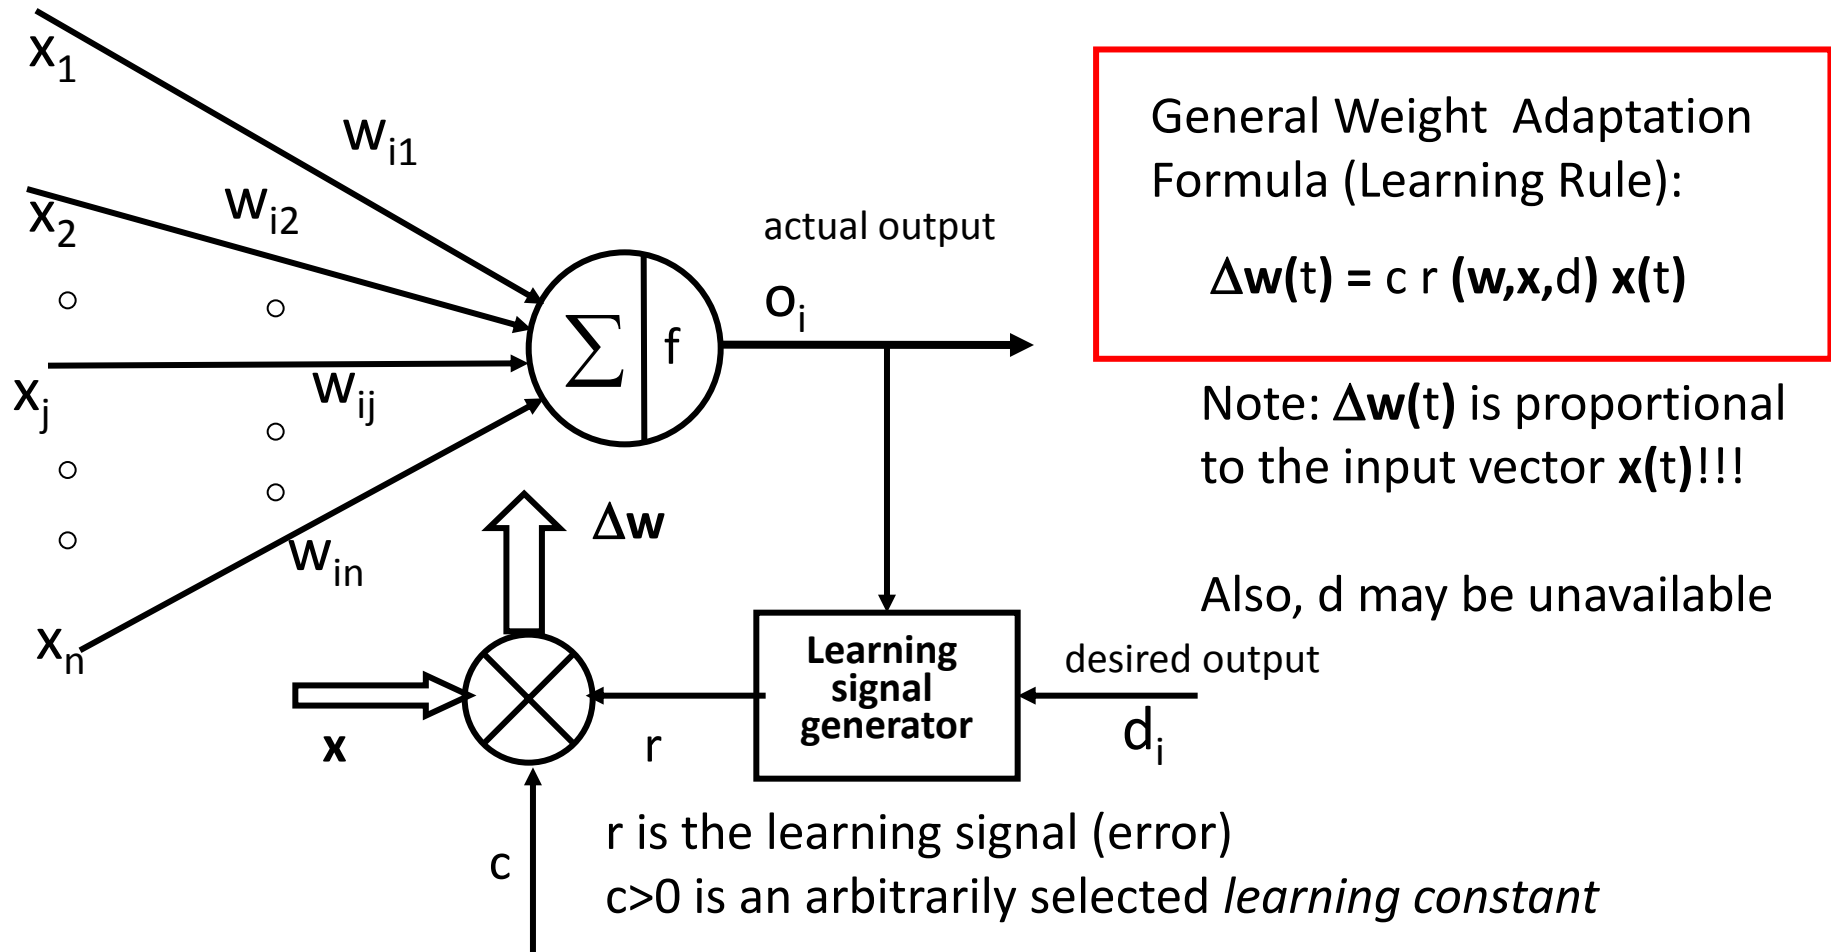 x₁
wᵢ₁
x₂
wᵢ₂
xⱼ
wᵢⱼ
xₙ
wᵢₙ
∑ f
actual output
oᵢ
General Weight Adaptation
Formula (Learning Rule):
Δw(t) = c r (w,x,d) x(t)
Note: Δw(t) is proportional
to the input vector x(t)!!!
Also, d may be unavailable
Δw
Learning
signal
generator
desired output
dᵢ
x
r
c
r is the learning signal (error)
c>0 is an arbitrarily selected learning constant